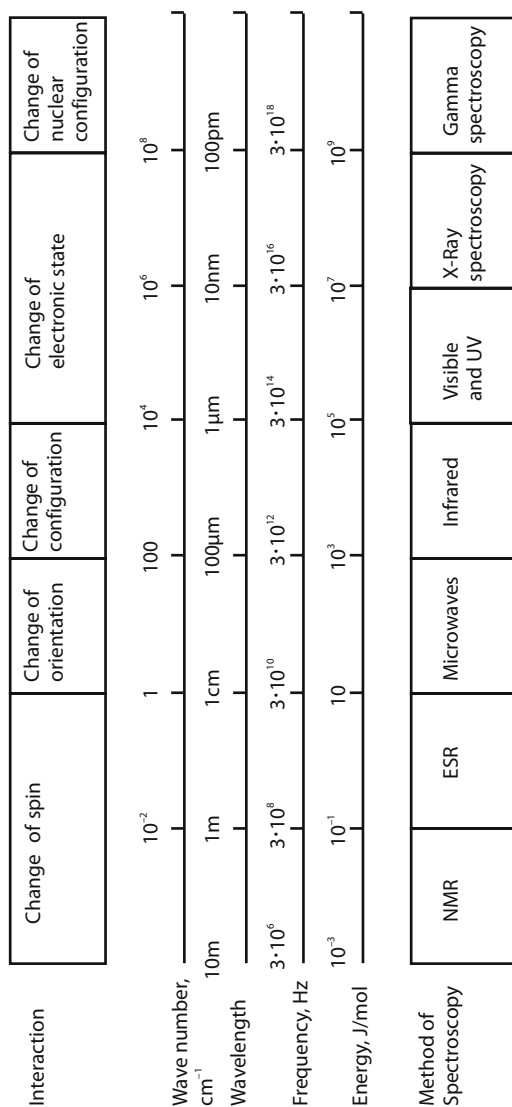 Interaction
Change of spin
Change of
orientation
Change of
configuration
Change of
electronic state
Change of
nuclear
configuration
Wave number,
cm⁻¹
10⁻²
1
100
10⁴
10⁶
10⁸
Wavelength
10m
1m
1cm
100µm
1µm
10nm
100pm
Frequency, Hz
3·10⁶
3·10⁸
3·10¹⁰
3·10¹²
3·10¹⁴
3·10¹⁶
3·10¹⁸
Energy, J/mol
10⁻³
10⁻¹
10
10³
10⁵
10⁷
10⁹
Method of
Spectroscopy
NMR
ESR
Microwaves
Infrared
Visible
and UV
X-Ray
spectroscopy
Gamma
spectroscopy